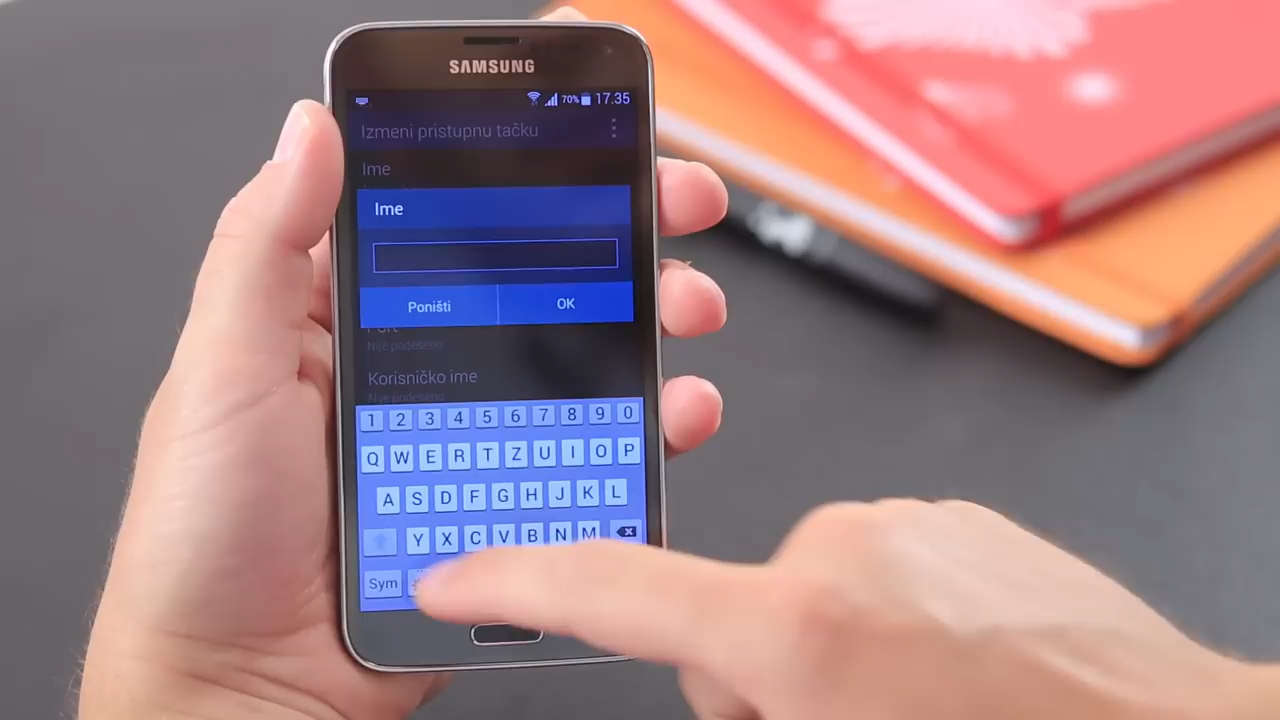 SAMSUNG
70% 17.35
Izmeni pristupnu tačku
Ime
Ime
Poništi OK
Port
Nije podešeno
Korisničko ime
Nije podešeno
1 2 3 4 5 6 7 8 9 0
Q W E R T Z U I O P
A S D F G H J K L
Y X C V B N M
Sym